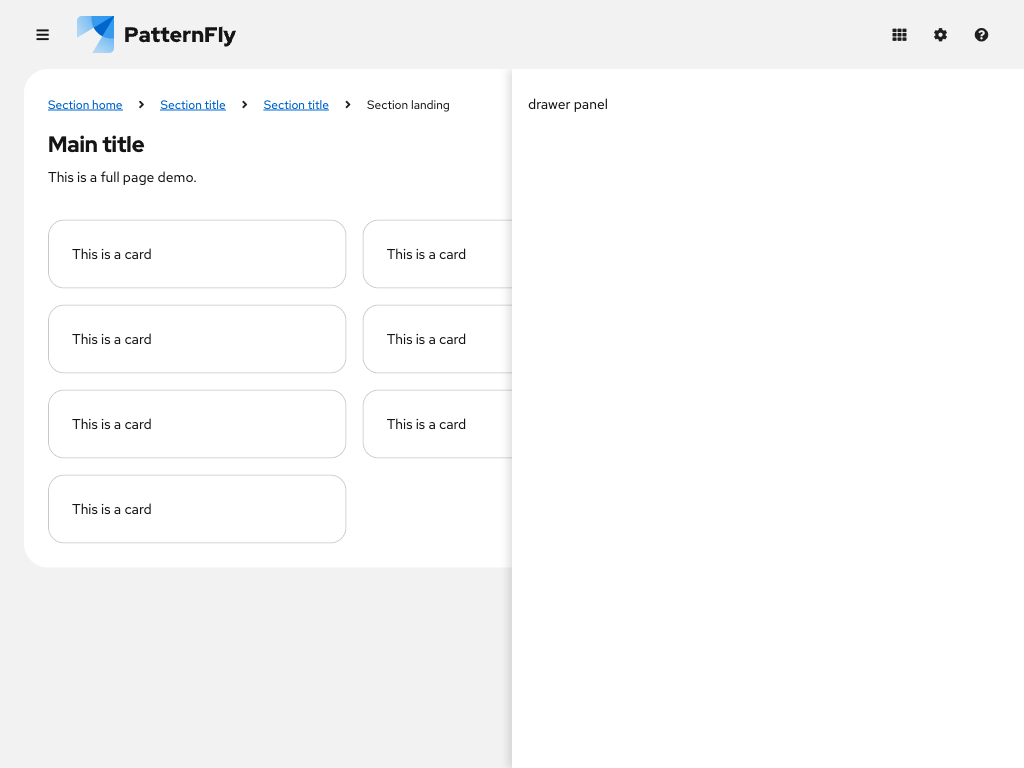 PatternFly
Section home Section title Section title Section landing
Main title
This is a full page demo.
This is a card This is a card
This is a card This is a card
This is a card This is a card
This is a card
drawer panel